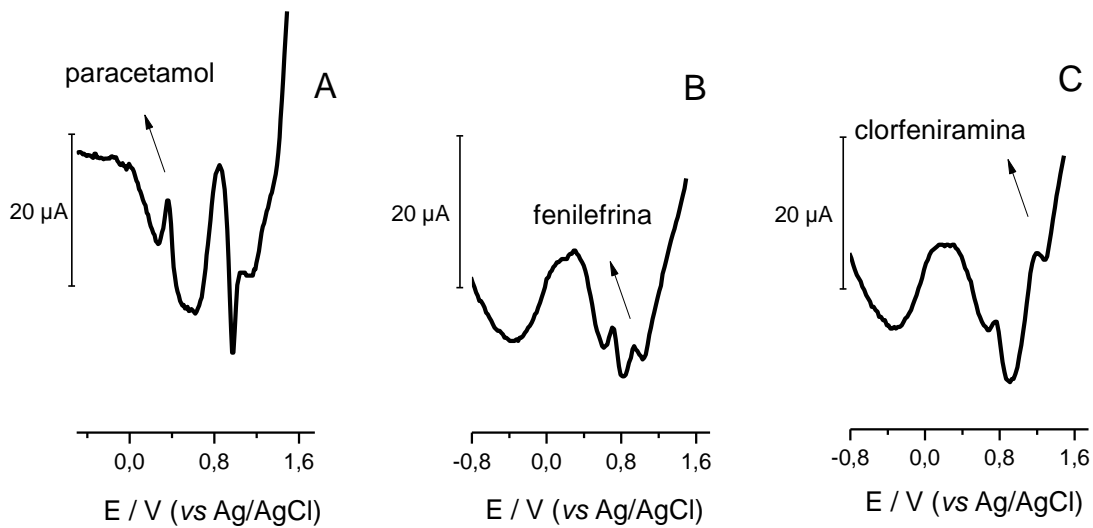 paracetamol
A
20 µA
0,0 0,8 1,6
E / V (vs Ag/AgCl)
B
20 µA
fenilefrina
-0,8 0,0 0,8 1,6
E / V (vs Ag/AgCl)
C
clorfeniramina
20 µA
-0,8 0,0 0,8 1,6
E / V (vs Ag/AgCl)